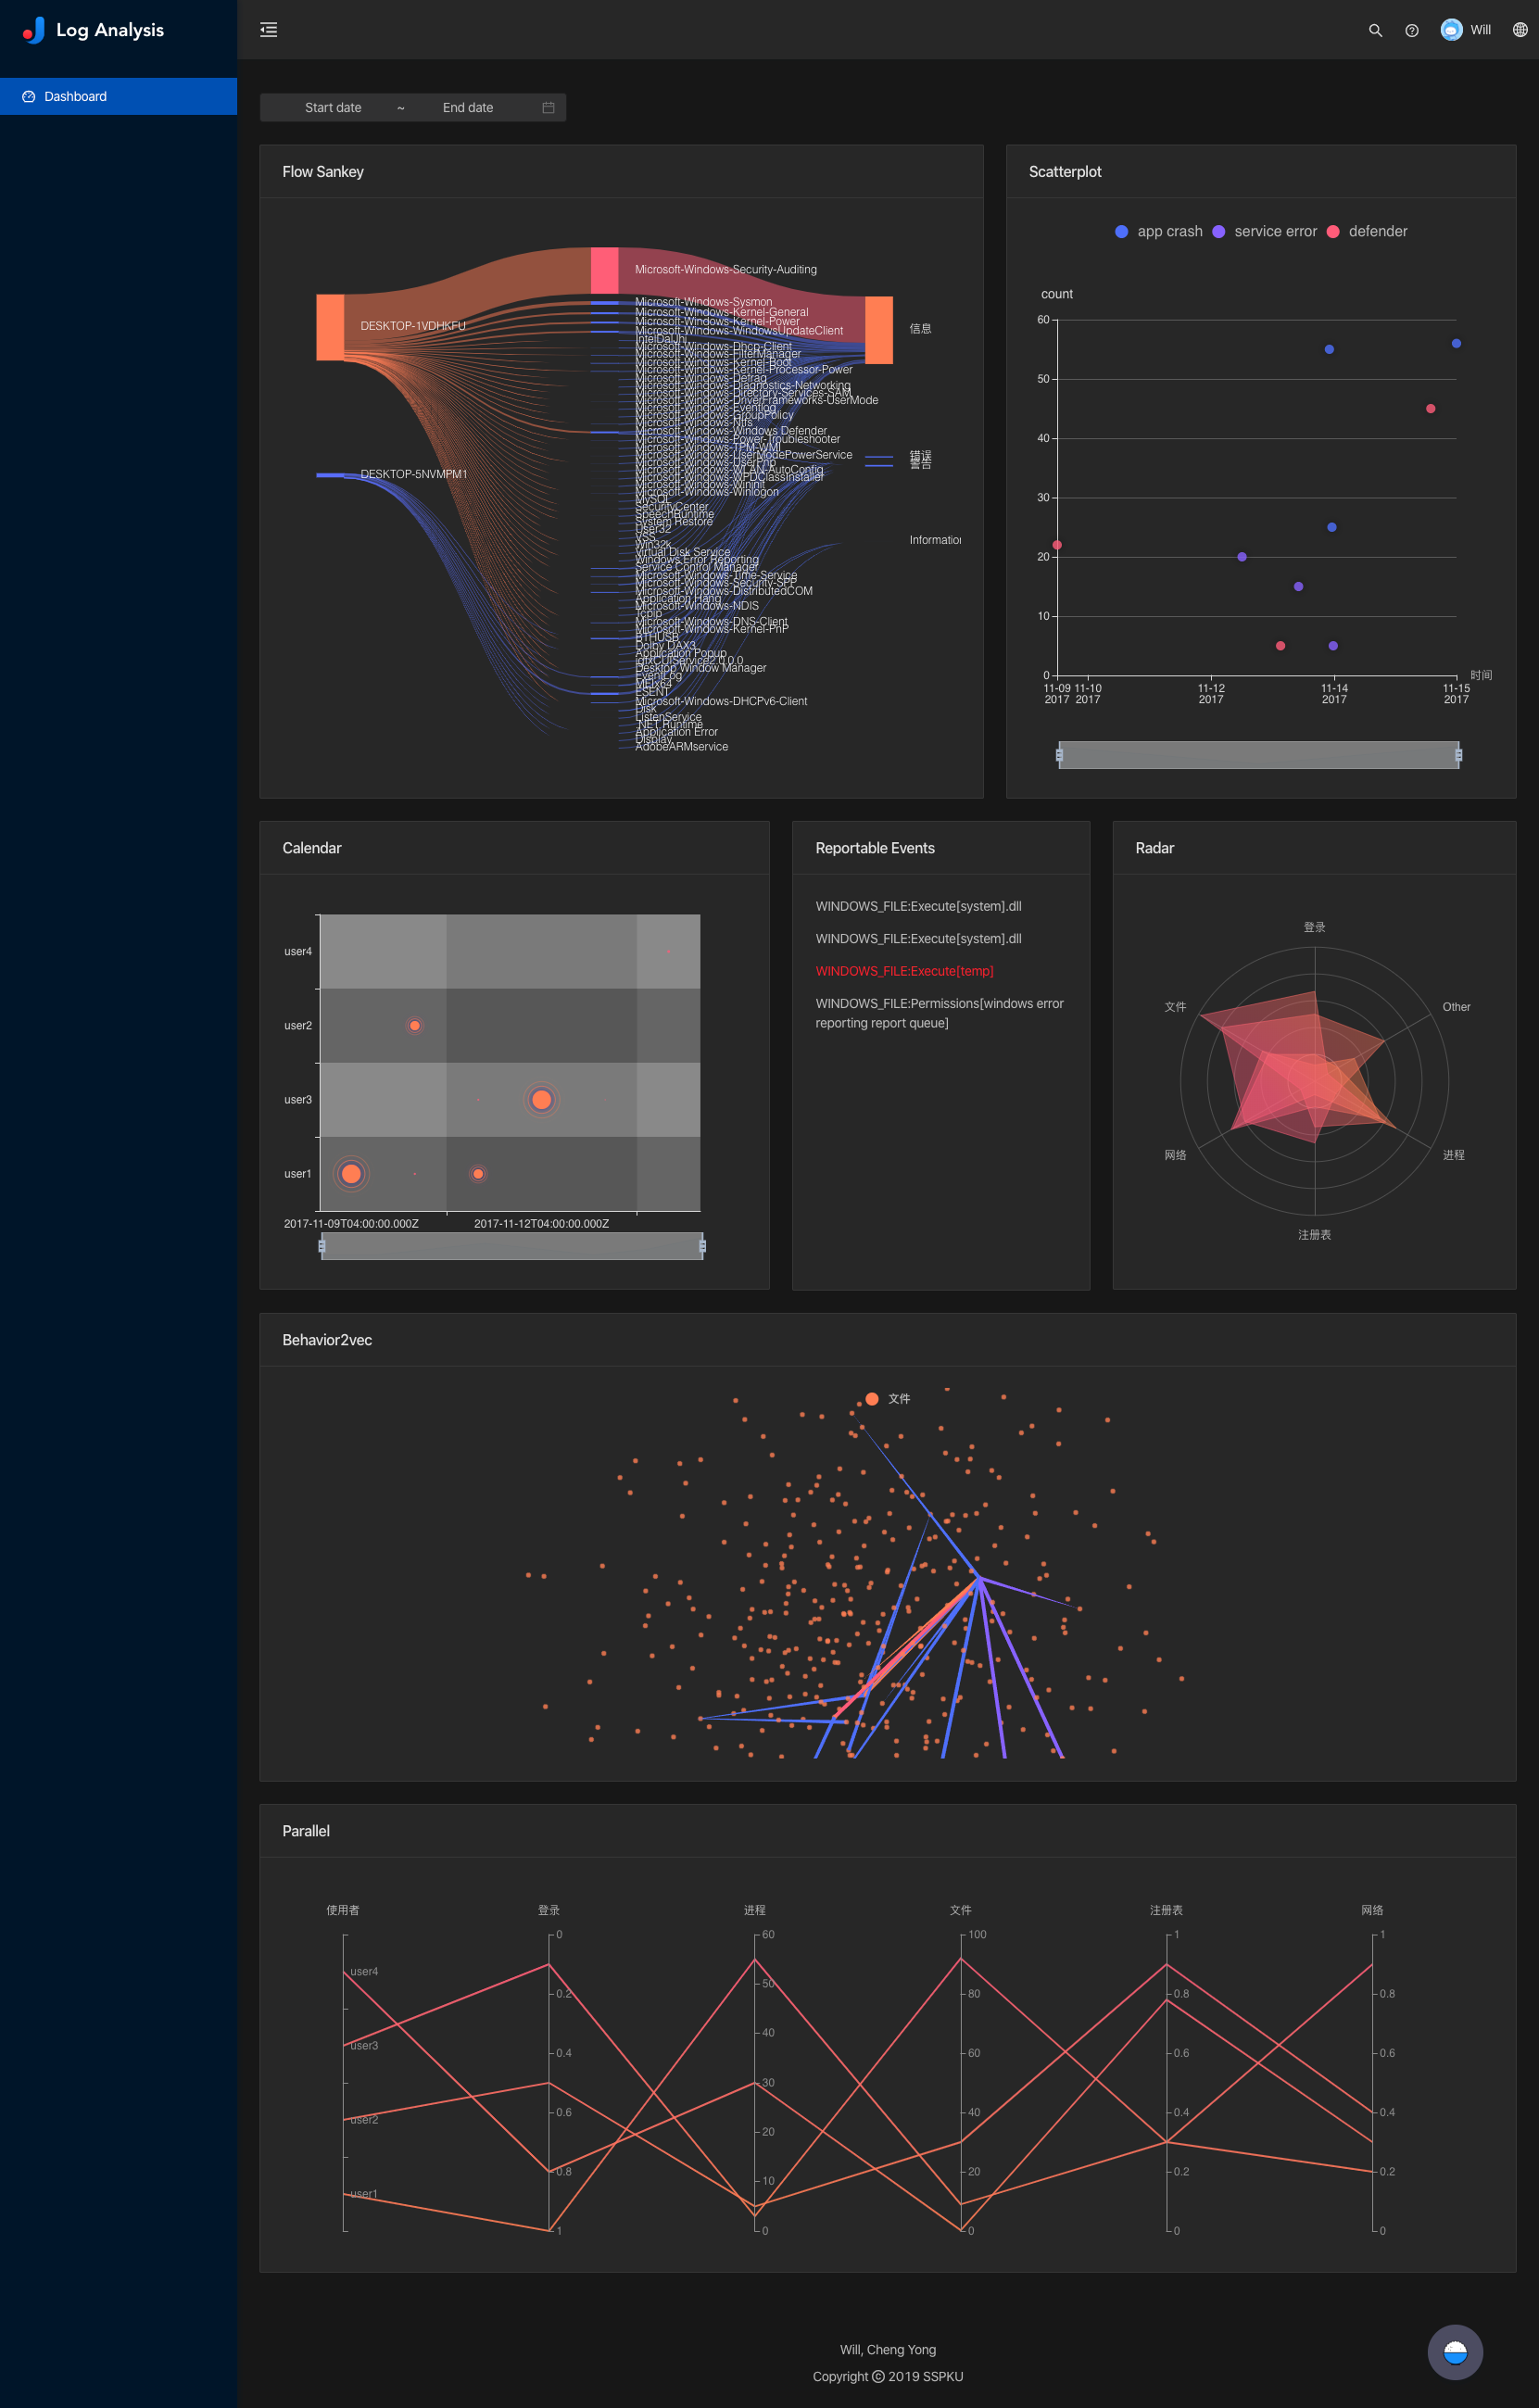 Log Analysis
Will
Dashboard
Start date ~ End date
Flow Sankey
DESKTOP-1VDHKFU
DESKTOP-5NVMPM1
Microsoft-Windows-Security-Auditing
Microsoft-Windows-Sysmon
Microsoft-Windows-Kernel-General
Microsoft-Windows-Kernel-Power
Microsoft-Windows-WindowsUpdateClient
IntelDalJhi
Microsoft-Windows-Dhcp-Client
Microsoft-Windows-FilterManager
Microsoft-Windows-Kernel-Boot
Microsoft-Windows-Kernel-Processor-Power
Microsoft-Windows-Defrag
Microsoft-Windows-Diagnostics-Networking
Microsoft-Windows-Directory-Services-SAM
Microsoft-Windows-DriverFrameworks-UserMode
Microsoft-Windows-Eventlog
Microsoft-Windows-GroupPolicy
Microsoft-Windows-Ntfs
Microsoft-Windows-Windows Defender
Microsoft-Windows-Power-Troubleshooter
Microsoft-Windows-TPM-WMI
Microsoft-Windows-UserModePowerService
Microsoft-Windows-UserPnp
Microsoft-Windows-WLAN-AutoConfig
Microsoft-Windows-WPDClassInstaller
Microsoft-Windows-Wininit
Microsoft-Windows-Winlogon
MySQL
SecurityCenter
SpeechRuntime
System Restore
User32
VSS
Win32k
Virtual Disk Service
Windows Error Reporting
Service Control Manager
Microsoft-Windows-Time-Service
Microsoft-Windows-Security-SPP
Microsoft-Windows-DistributedCOM
Application Hang
Microsoft-Windows-NDIS
Tcpip
Microsoft-Windows-DNS-Client
Microsoft-Windows-Kernel-PnP
BTHUSB
Dolby DAX3
Application Popup
igfxCUIService2.0.0.0
Desktop Window Manager
EventLog
MEIx64
ESENT
Microsoft-Windows-DHCPv6-Client
Disk
ListenService
.NET Runtime
Application Error
Display
AdobeARMservice
信息
错误
警告
Information
Scatterplot
app crash service error defender
count
60
50
40
30
20
10
0
时间
11-09 11-10 11-12 11-14 11-15
2017 2017 2017 2017 2017
Calendar
user4
user2
user3
user1
2017-11-09T04:00:00.000Z 2017-11-12T04:00:00.000Z
Reportable Events
WINDOWS_FILE:Execute[system].dll
WINDOWS_FILE:Execute[system].dll
WINDOWS_FILE:Execute[temp]
WINDOWS_FILE:Permissions[windows error
reporting report queue]
Radar
登录
文件 Other
网络 进程
注册表
Behavior2vec
文件
Parallel
使用者 登录 进程 文件 注册表 网络
user4
user3
user2
user1
0
0.2
0.4
0.6
0.8
1
60
50
40
30
20
10
0
100
80
60
40
20
0
1
0.8
0.6
0.4
0.2
0
1
0.8
0.6
0.4
0.2
0
Will, Cheng Yong
Copyright © 2019 SSPKU